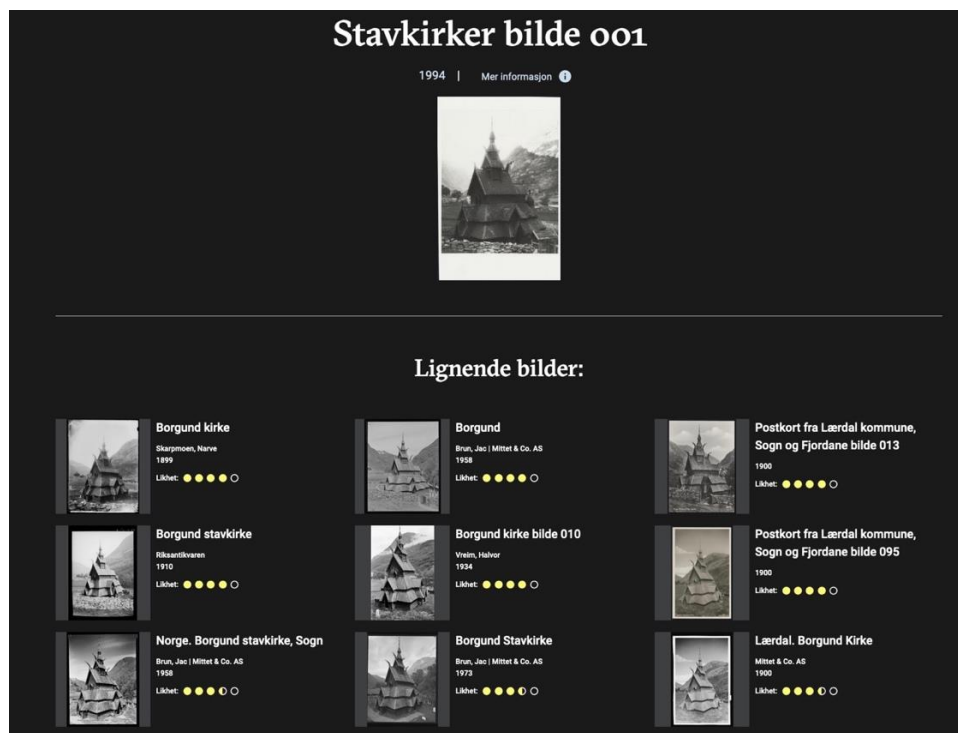 Stavkirker bilde 001
1994 | Mer informasjon i
Lignende bilder:
Borgund kirke
Skarpmoen, Narve
1899
Likhet:
Borgund
Brun, Jac | Mittet & Co. AS
1958
Likhet:
Postkort fra Lærdal kommune,
Sogn og Fjordane bilde 013
1900
Likhet:
Borgund stavkirke
Riksantikvaren
1910
Likhet:
Borgund kirke bilde 010
Vreim, Halvor
1934
Likhet:
Postkort fra Lærdal kommune,
Sogn og Fjordane bilde 095
1900
Likhet:
Norge. Borgund stavkirke, Sogn
Brun, Jac | Mittet & Co. AS
1958
Likhet:
Borgund Stavkirke
Brun, Jac | Mittet & Co. AS
1973
Likhet:
Lærdal. Borgund Kirke
Mittet & Co. AS
1900
Likhet: